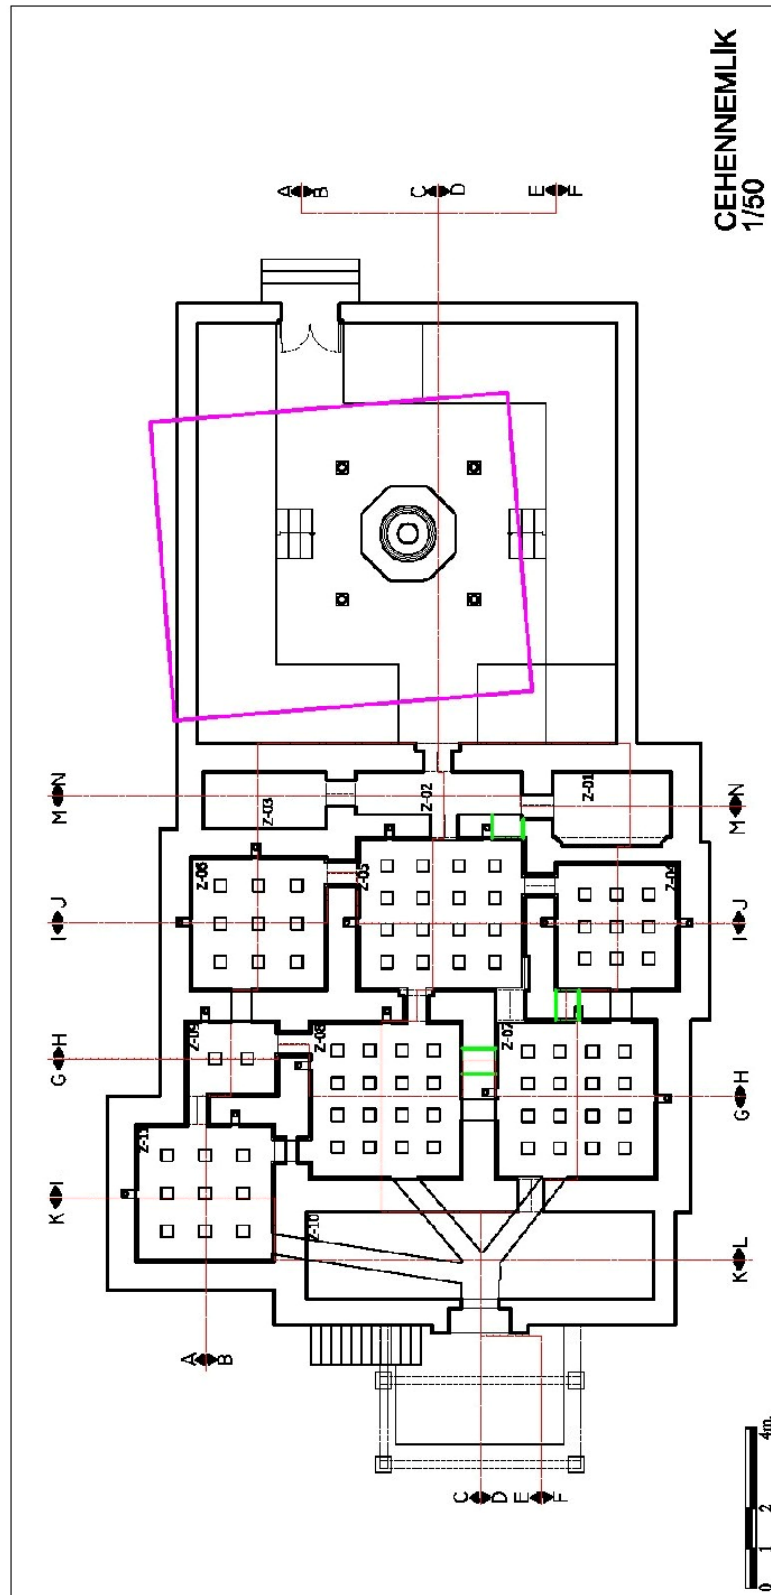 CEHENNEMLİK
1/50
A
B
C
D
E
F
M
N
Z-03
Z-02
Z-01
M
N
I
J
Z-06
Z-05
Z-04
I
J
G
H
Z-09
Z-08
Z-07
G
H
K
I
Z-11
Z-10
K
L
A
B
C
D
E
F
0
1
2
4m.